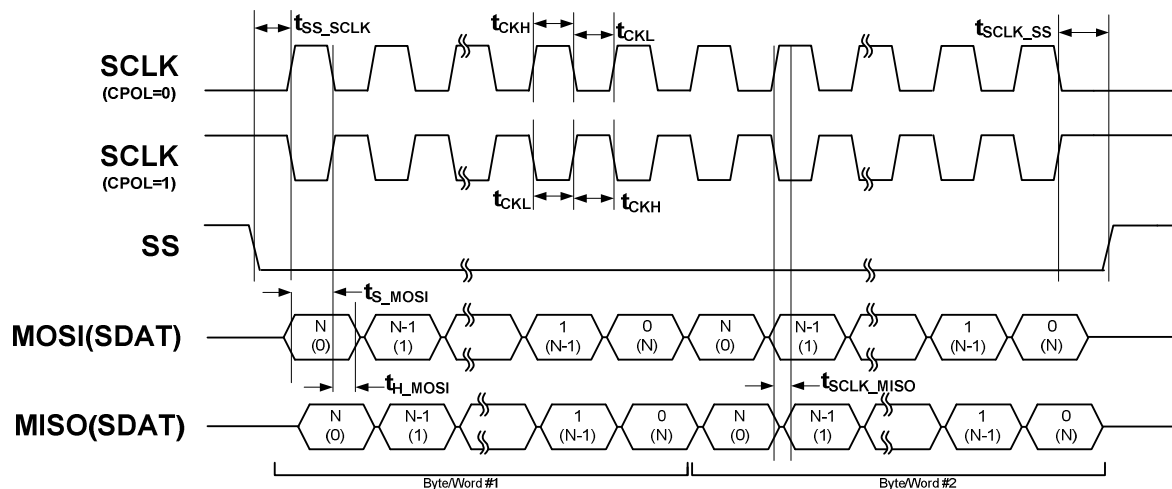 tSS_SCLK
tCKH
tCKL
tSCLK_SS
SCLK
(CPOL=0)
SCLK
(CPOL=1)
tCKL
tCKH
SS
tS_MOSI
MOSI(SDAT)
N
(0)
N-1
(1)
1
(N-1)
0
(N)
N
(0)
N-1
(1)
1
(N-1)
0
(N)
tH_MOSI
tSCLK_MISO
MISO(SDAT)
N
(0)
N-1
(1)
1
(N-1)
0
(N)
N
(0)
N-1
(1)
1
(N-1)
0
(N)
Byte/Word #1
Byte/Word #2